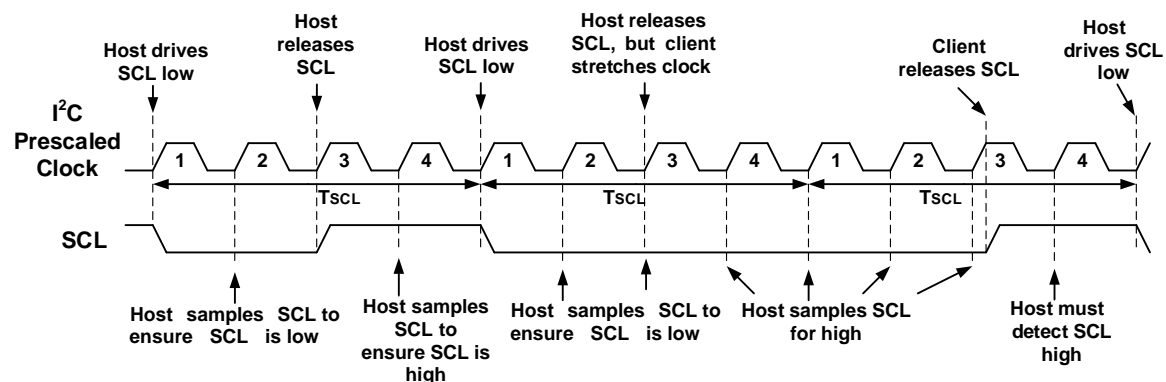 Host drives
SCL low
Host
releases
SCL
Host drives
SCL low
Host releases
SCL, but client
stretches clock
Client
releases SCL
Host
drives SCL
low
I²C
Prescaled
Clock
1 2 3 4 1 2 3 4 1 2 3 4
TSCL TSCL TSCL
SCL
Host samples SCL to
ensure SCL is low
Host samples
SCL to
ensure SCL is
high
Host samples SCL to
ensure SCL is low
Host samples SCL
for high
Host must
detect SCL
high